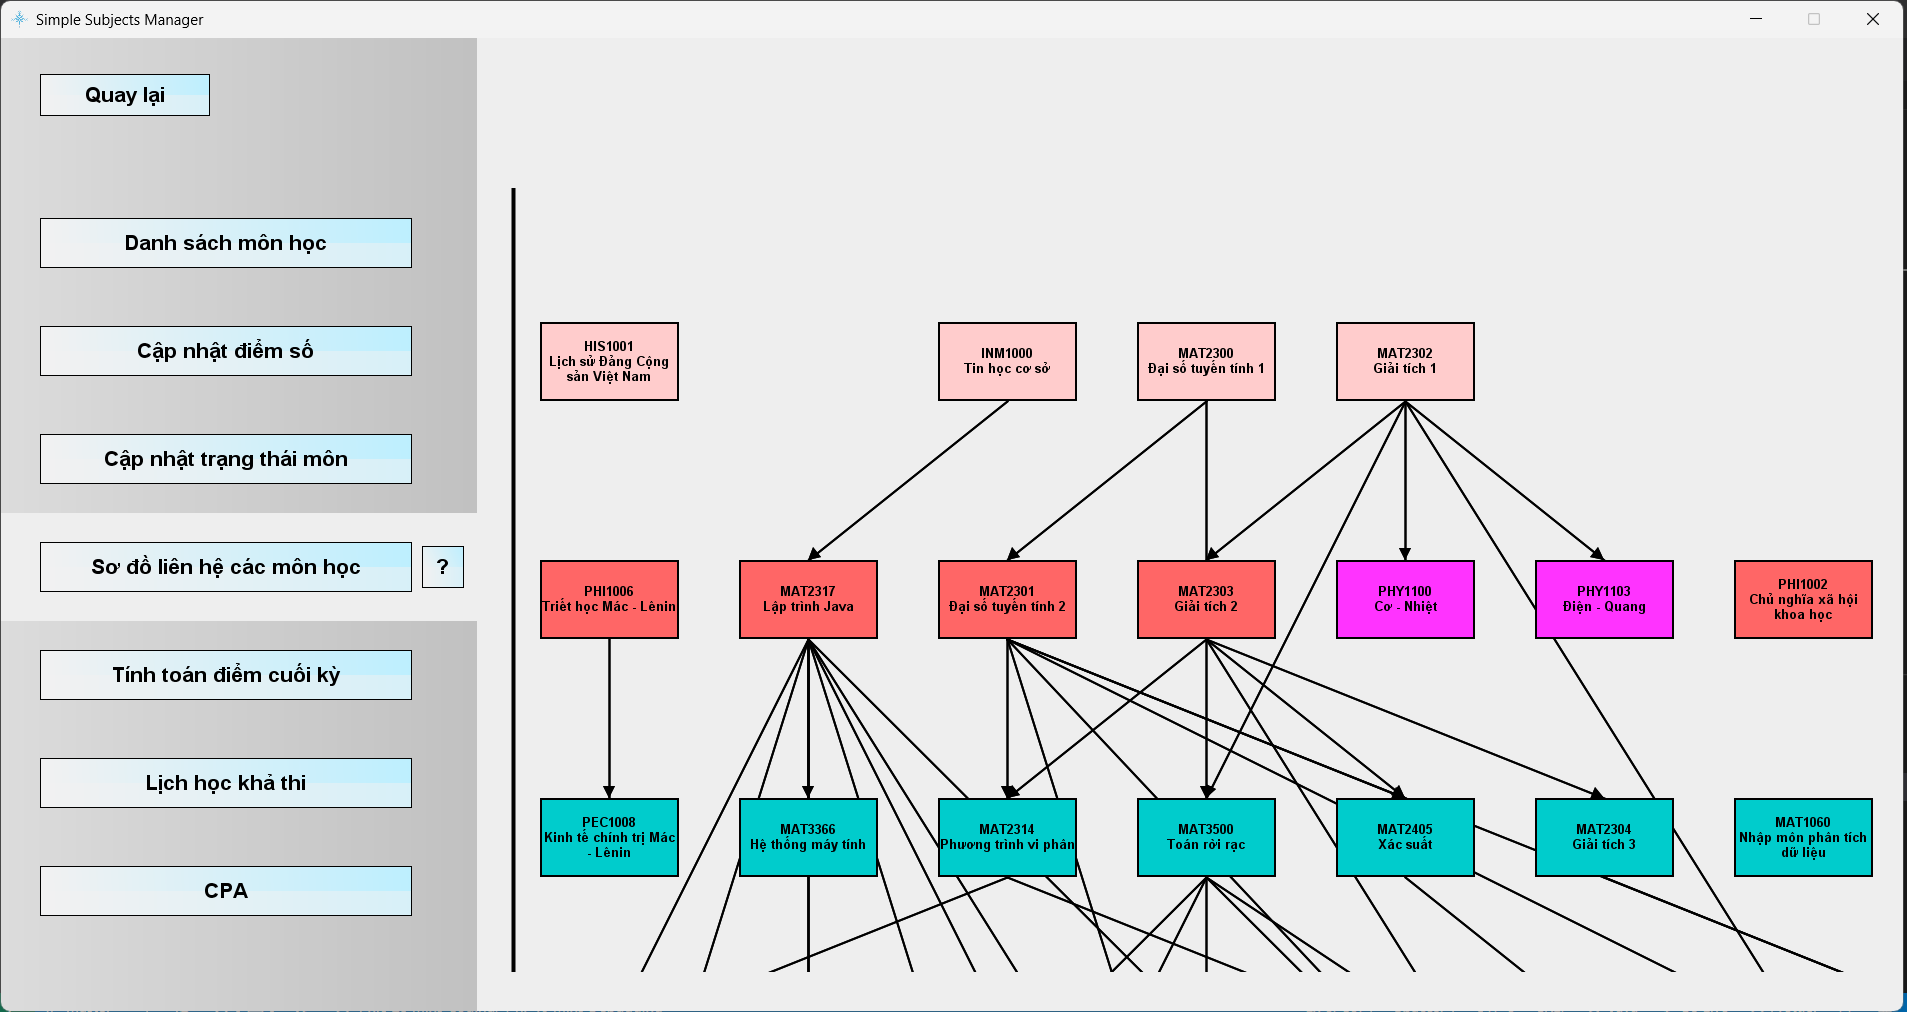 Simple Subjects Manager
Quay lại
Danh sách môn học
Cập nhật điểm số
Cập nhật trạng thái môn
Sơ đồ liên hệ các môn học
?
Tính toán điểm cuối kỳ
Lịch học khả thi
CPA
HIS1001
Lịch sử Đảng Cộng
sản Việt Nam
INM1000
Tin học cơ sở
MAT2300
Đại số tuyến tính 1
MAT2302
Giải tích 1
PHI1006
Triết học Mác - Lênin
MAT2317
Lập trình Java
MAT2301
Đại số tuyến tính 2
MAT2303
Giải tích 2
PHY1100
Cơ - Nhiệt
PHY1103
Điện - Quang
PHI1002
Chủ nghĩa xã hội
khoa học
PEC1008
Kinh tế chính trị Mác
- Lênin
MAT3366
Hệ thống máy tính
MAT2314
Phương trình vi phân
MAT3500
Toán rời rạc
MAT2405
Xác suất
MAT2304
Giải tích 3
MAT1060
Nhập môn phân tích
dữ liệu